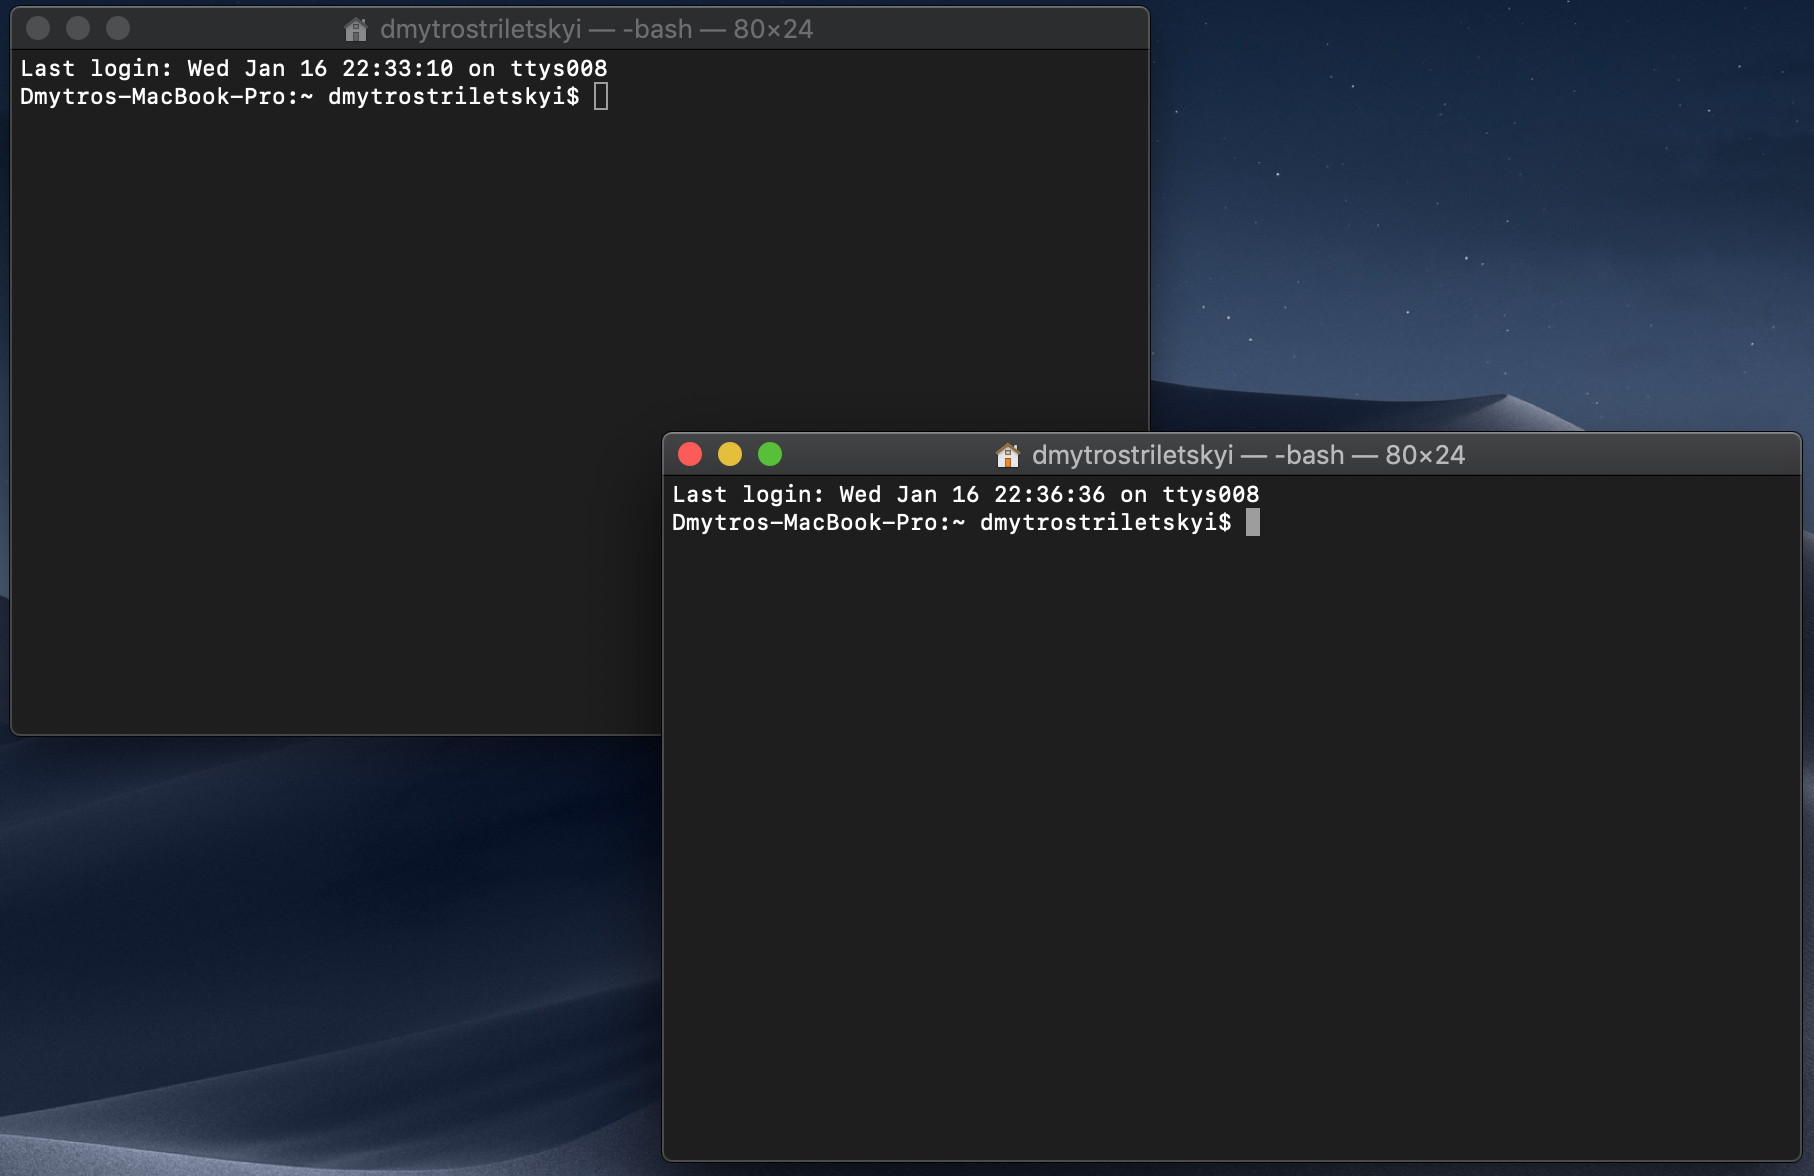 dmytrostriletskyi — -bash — 80×24
Last login: Wed Jan 16 22:33:10 on ttys008
Dmytros-MacBook-Pro:~ dmytrostriletskyi$
dmytrostriletskyi — -bash — 80×24
Last login: Wed Jan 16 22:36:36 on ttys008
Dmytros-MacBook-Pro:~ dmytrostriletskyi$